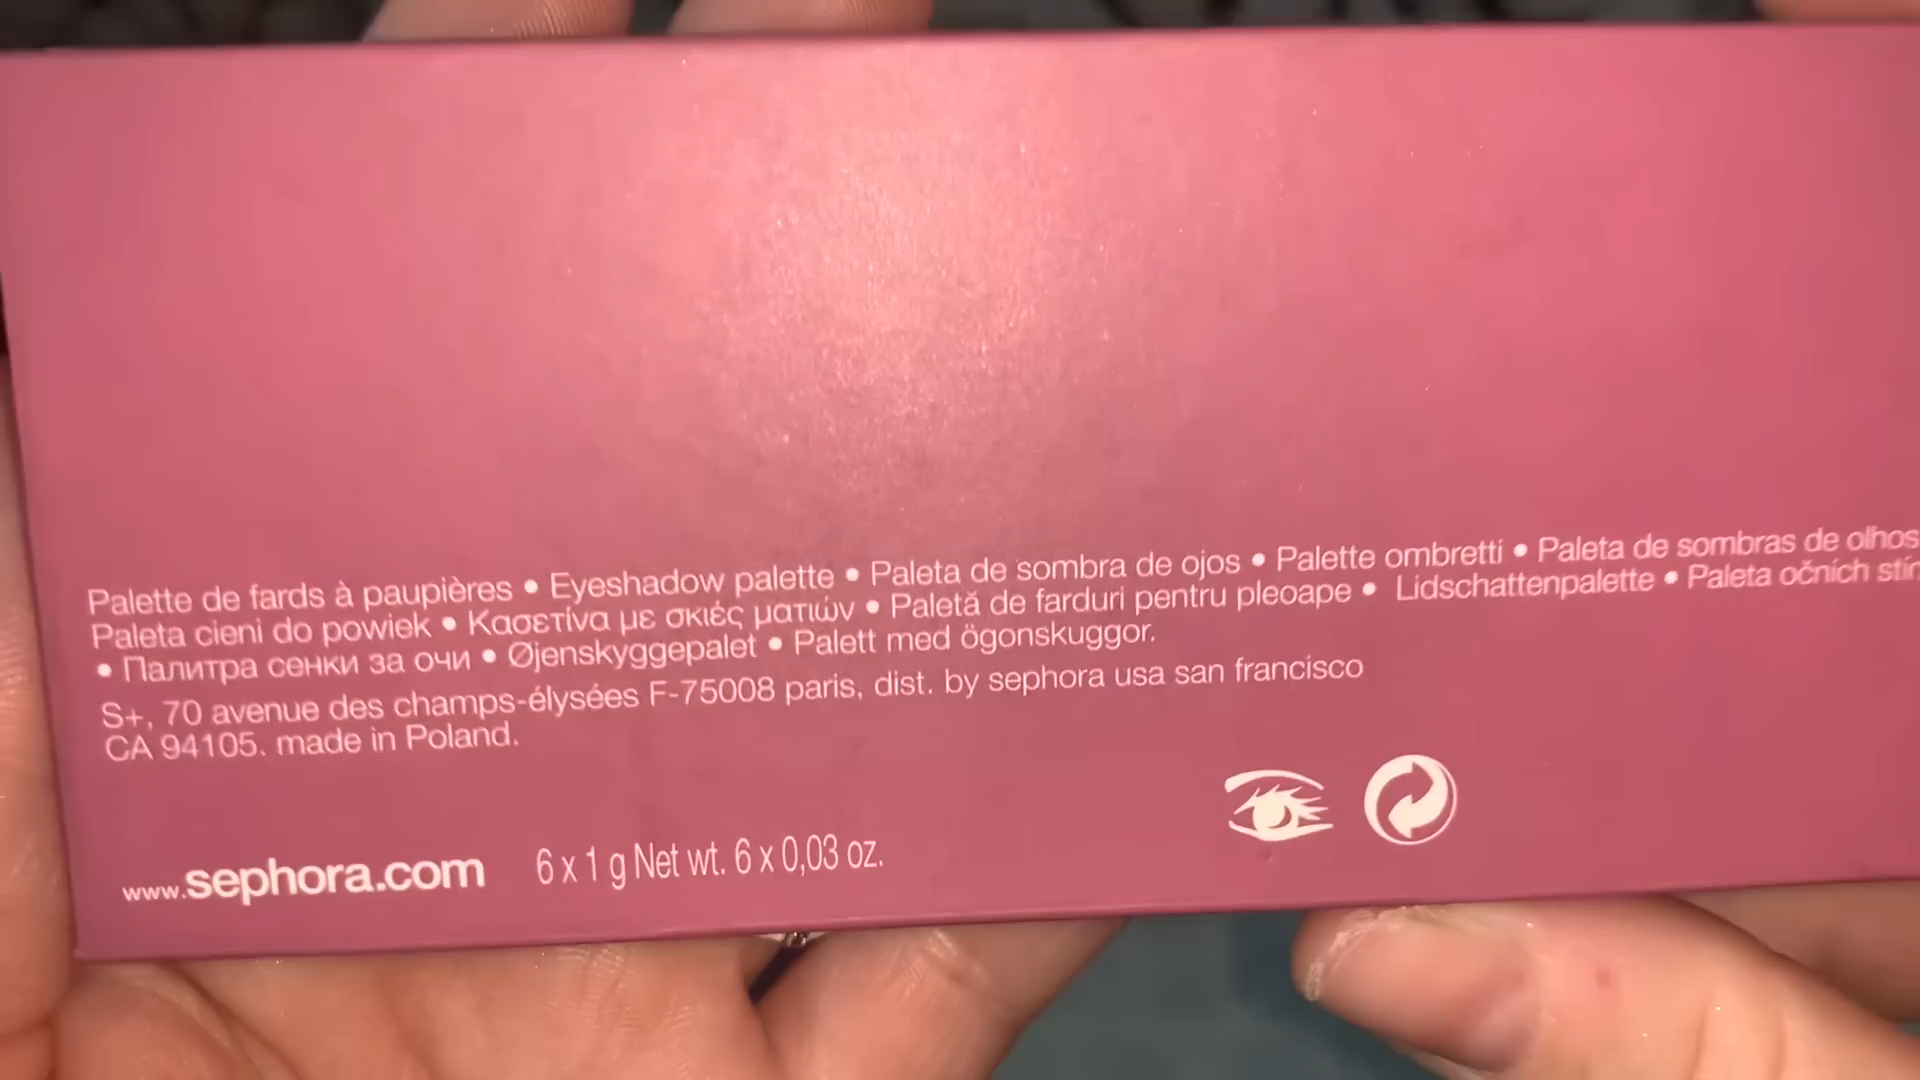 Palette de fards à paupières • Eyeshadow palette • Paleta de sombra de ojos • Palette ombretti • Paleta de sombras de olhos
Paleta cieni do powiek • Κασετίνα με σκιές ματιών • Paletă de farduri pentru pleoape • Lidschattenpalette • Paleta očních
• Палитра сенки за очи • Øjenskyggepalet • Palett med ögonskuggor.
S+, 70 avenue des champs-élysées F-75008 paris, dist. by sephora usa san francisco
CA 94105. made in Poland.
www.sephora.com 6 x 1 g Net wt. 6 x 0,03 oz.